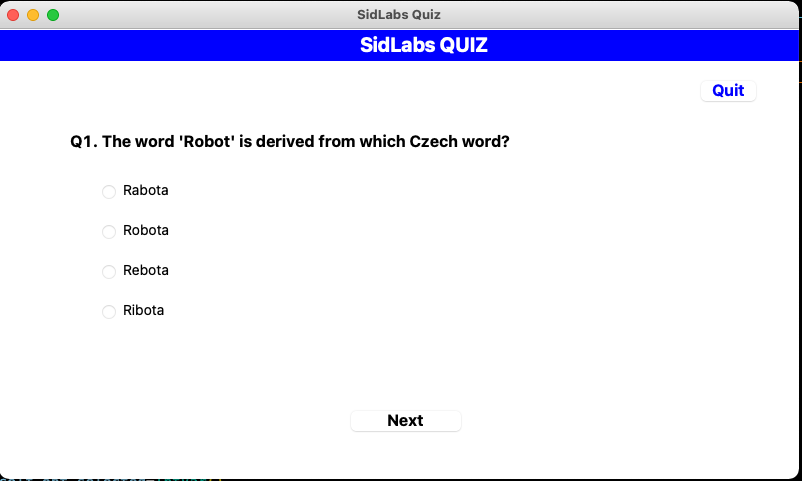 SidLabs Quiz
SidLabs QUIZ
Quit
Q1. The word 'Robot' is derived from which Czech word?
Rabota
Robota
Rebota
Ribota
Next